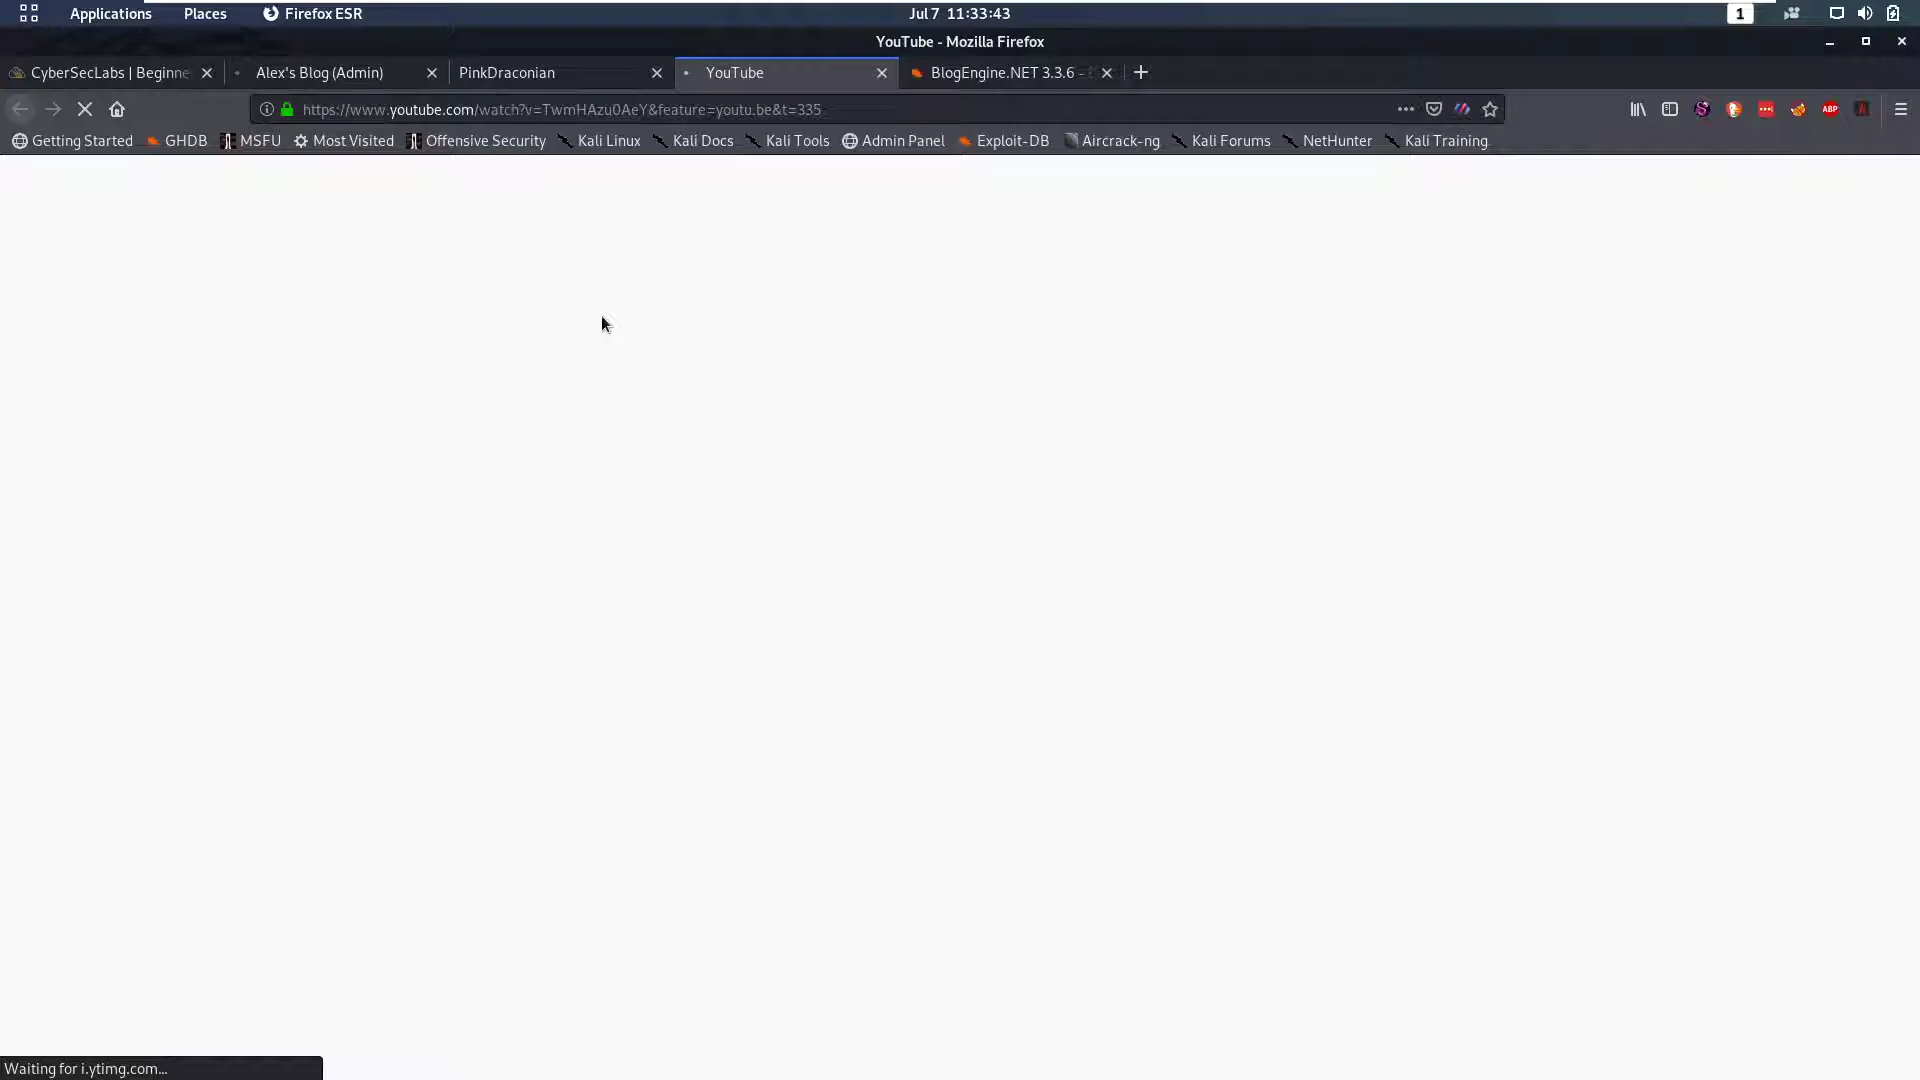 Applications Places Firefox ESR Jul 7 11:33:43 1
YouTube - Mozilla Firefox
CyberSecLabs | Beginne Alex's Blog (Admin) PinkDraconian YouTube BlogEngine.NET 3.3.6 -
https://www.youtube.com/watch?v=TwmHAzu0AeY&feature=youtu.be&t=335 ABP
Getting Started GHDB MSFU Most Visited Offensive Security Kali Linux Kali Docs Kali Tools Admin Panel Exploit-DB Aircrack-ng Kali Forums NetHunter Kali Training
Waiting for i.ytimg.com...